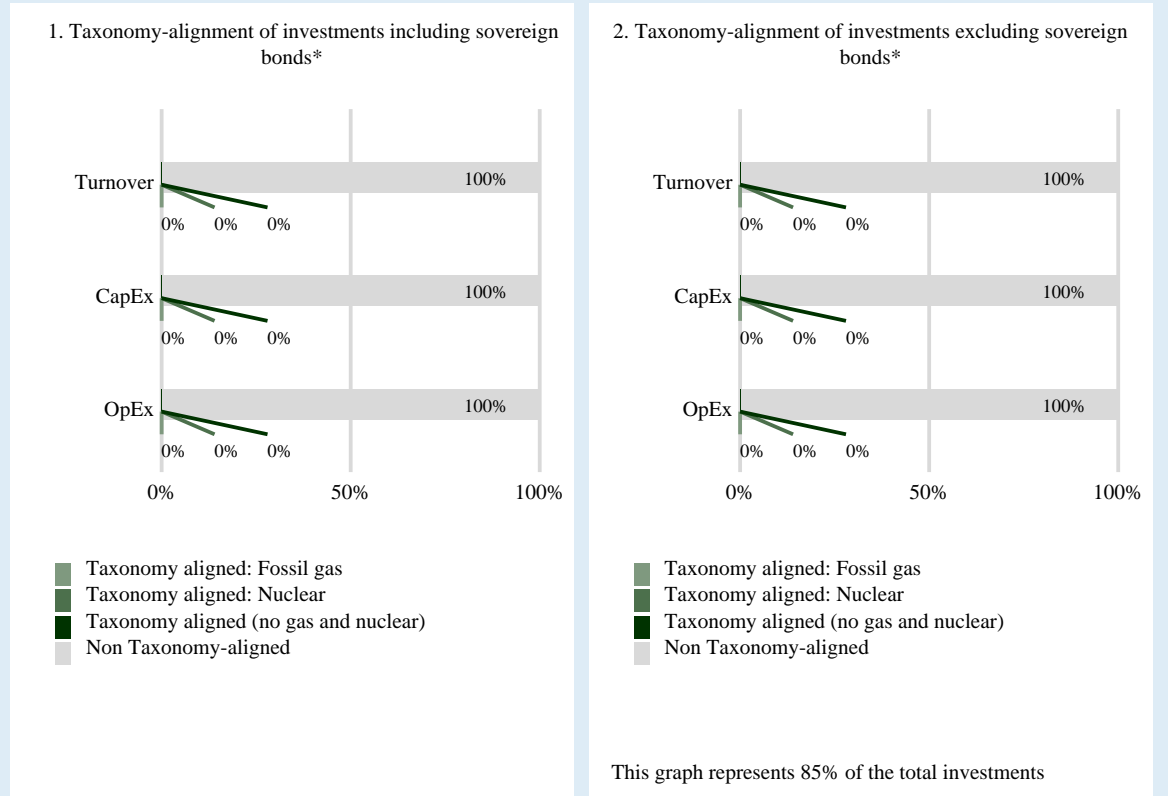 1. Taxonomy-alignment of investments including sovereign
bonds*
Turnover
100%
0% 0% 0%
CapEx
100%
0% 0% 0%
OpEx
100%
0% 0% 0%
0% 50% 100%
Taxonomy aligned: Fossil gas
Taxonomy aligned: Nuclear
Taxonomy aligned (no gas and nuclear)
Non Taxonomy-aligned
2. Taxonomy-alignment of investments excluding sovereign
bonds*
Turnover
100%
0% 0% 0%
CapEx
100%
0% 0% 0%
OpEx
100%
0% 0% 0%
0% 50% 100%
Taxonomy aligned: Fossil gas
Taxonomy aligned: Nuclear
Taxonomy aligned (no gas and nuclear)
Non Taxonomy-aligned
This graph represents 85% of the total investments